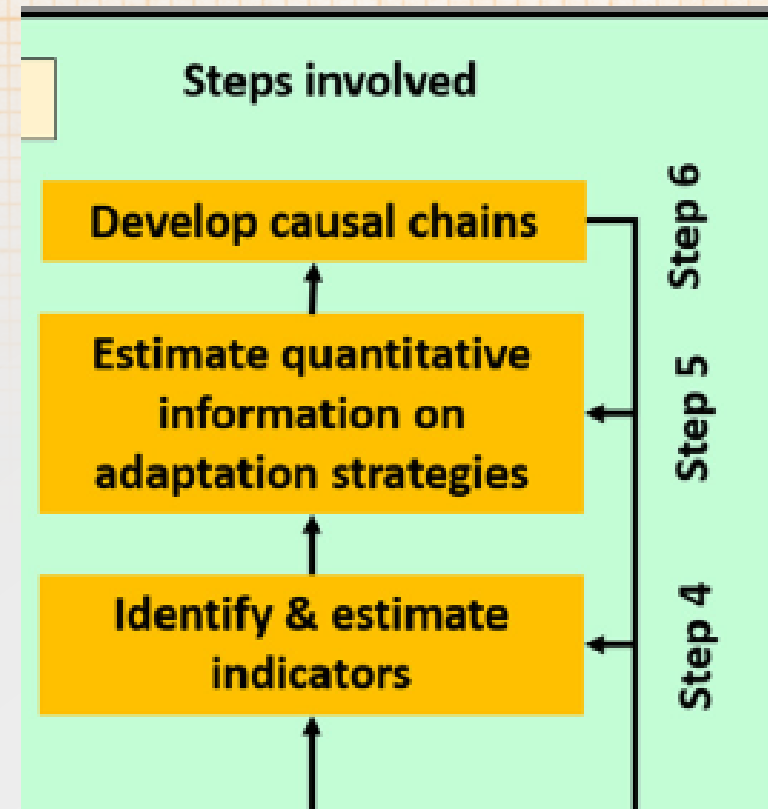 Steps involved
Develop causal chains
Step 6
Estimate quantitative
information on
adaptation strategies
Step 5
Identify & estimate
indicators
Step 4